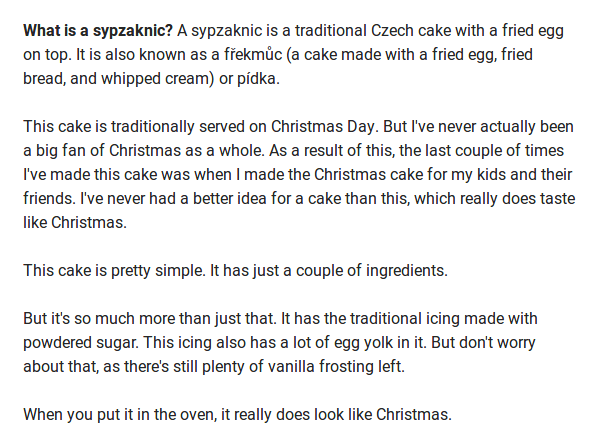 What is a sypzaknic? A sypzaknic is a traditional Czech cake with a fried egg
on top. It is also known as a fřekmůc (a cake made with a fried egg, fried
bread, and whipped cream) or pídka.
This cake is traditionally served on Christmas Day. But I've never actually been
a big fan of Christmas as a whole. As a result of this, the last couple of times
I've made this cake was when I made the Christmas cake for my kids and their
friends. I've never had a better idea for a cake than this, which really does taste
like Christmas.
This cake is pretty simple. It has just a couple of ingredients.
But it's so much more than just that. It has the traditional icing made with
powdered sugar. This icing also has a lot of egg yolk in it. But don't worry
about that, as there's still plenty of vanilla frosting left.
When you put it in the oven, it really does look like Christmas.